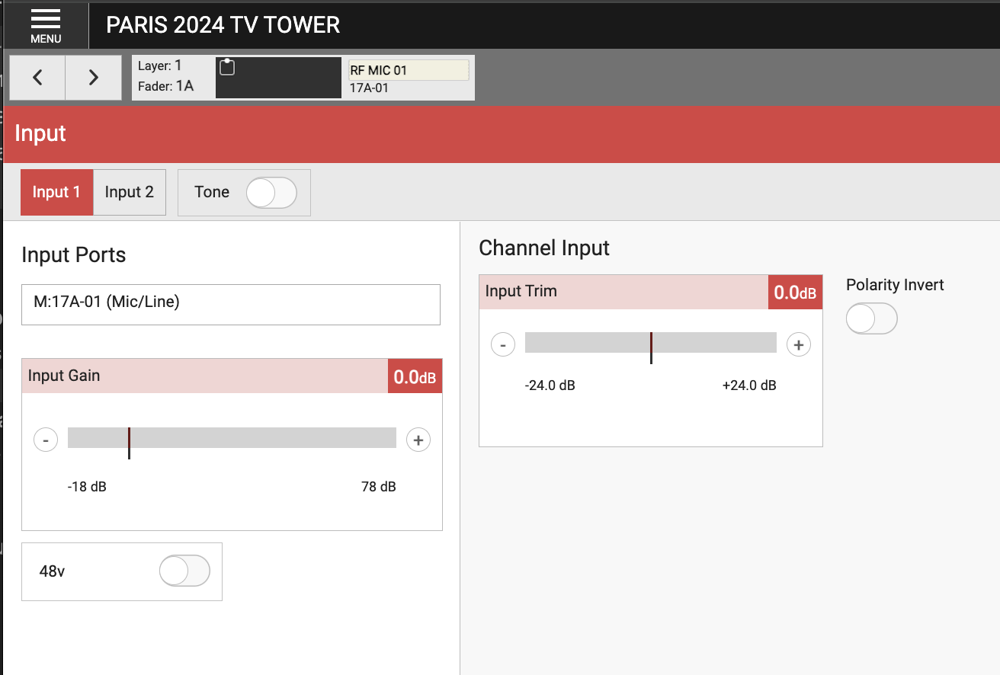 MENU
PARIS 2024 TV TOWER
Layer: 1
Fader: 1A
RF MIC 01
17A-01
Input
Input 1
Input 2
Tone
Input Ports
M:17A-01 (Mic/Line)
Input Gain
0.0dB
-
+
-18 dB
78 dB
48v
Channel Input
Input Trim
0.0dB
-
+
-24.0 dB
+24.0 dB
Polarity Invert